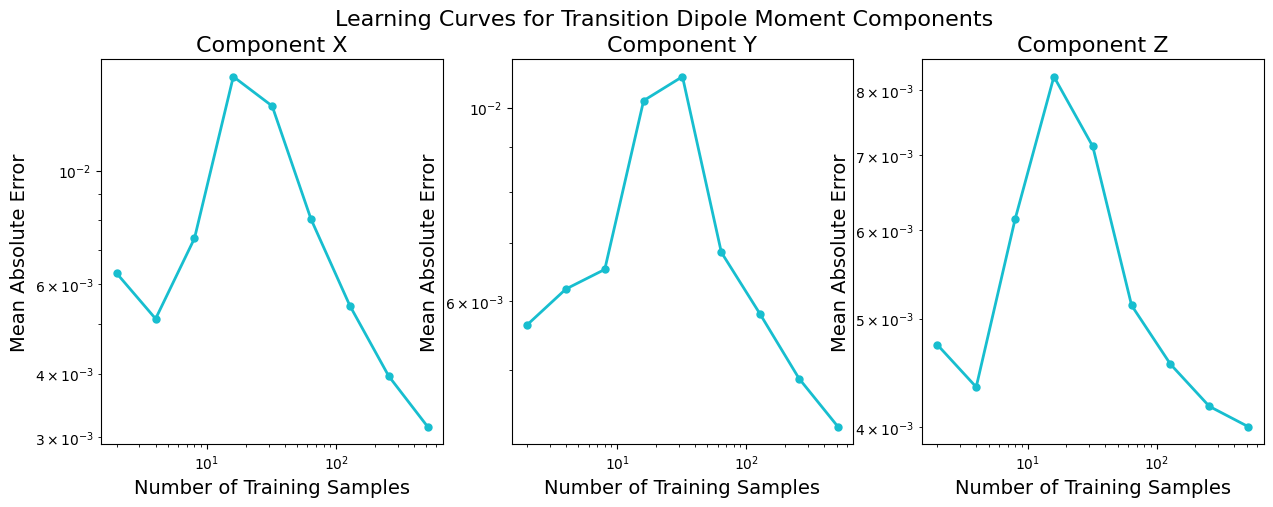 Learning Curves for Transition Dipole Moment Components
Component X
Mean Absolute Error
10⁻²
6 × 10⁻³
4 × 10⁻³
3 × 10⁻³
10¹ 10²
Number of Training Samples
Component Y
Mean Absolute Error
10⁻²
6 × 10⁻³
10¹ 10²
Number of Training Samples
Component Z
Mean Absolute Error
8 × 10⁻³
7 × 10⁻³
6 × 10⁻³
5 × 10⁻³
4 × 10⁻³
10¹ 10²
Number of Training Samples